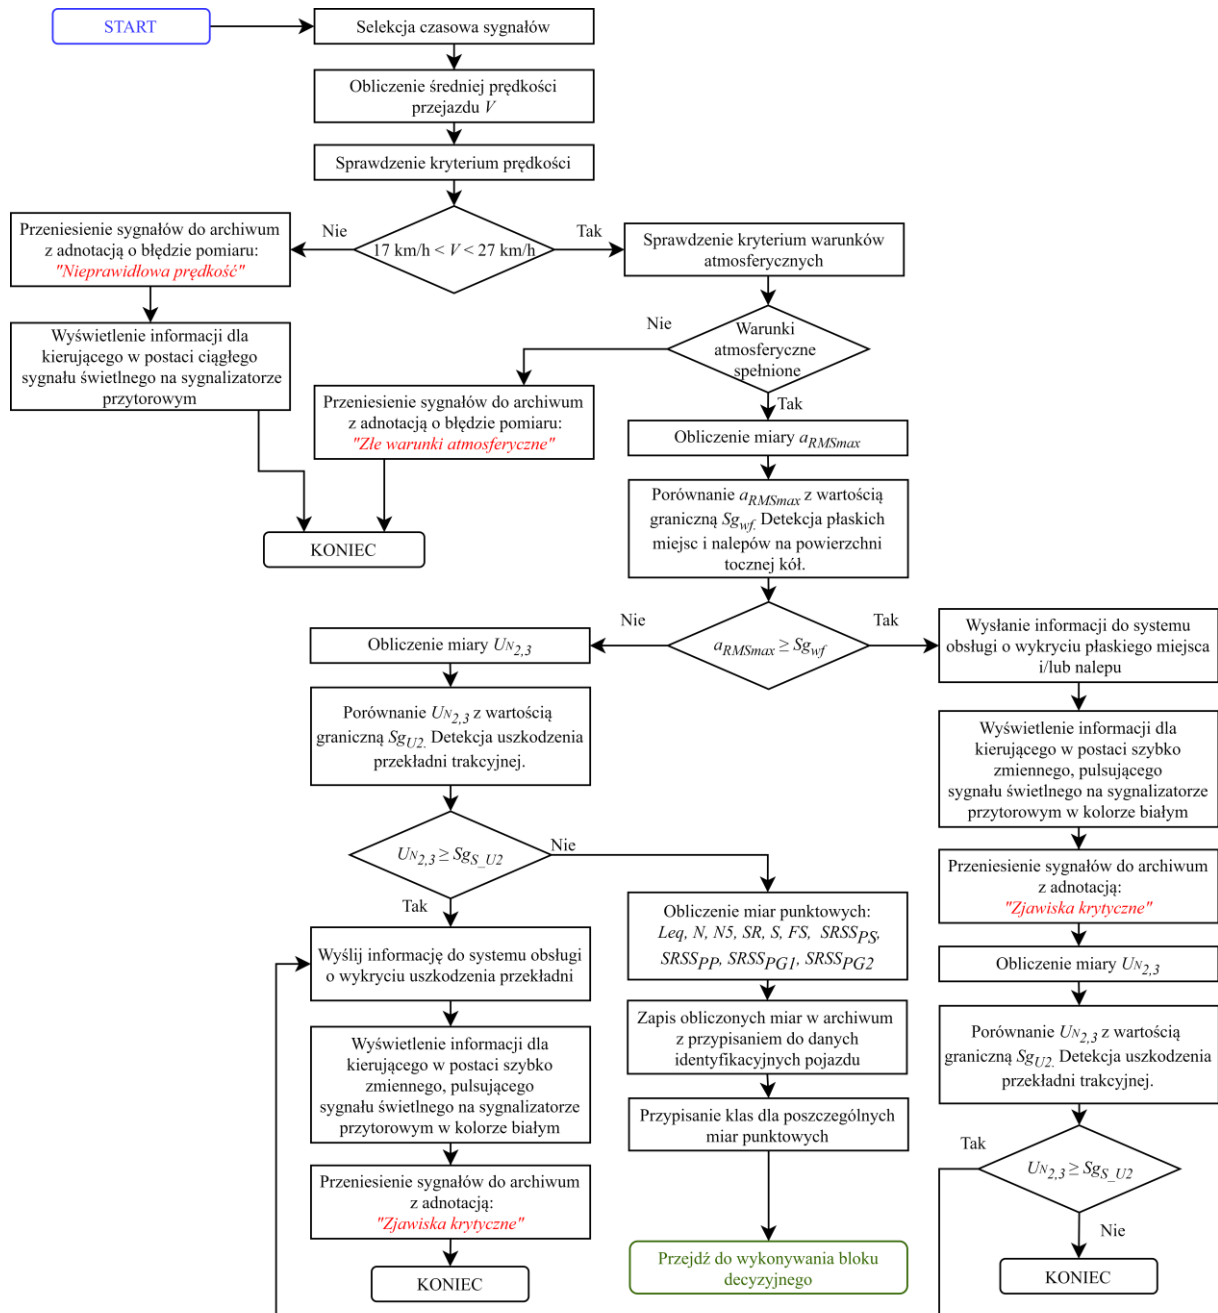 START
Selekcja czasowa sygnałów
Obliczenie średniej prędkości
przejazdu V
Sprawdzenie kryterium prędkości
17 km/h < V < 27 km/h
Nie
Tak
Przeniesienie sygnałów do archiwum
z adnotacją o błędzie pomiaru:
"Nieprawidłowa prędkość"
Wyświetlenie informacji dla
kierującego w postaci ciągłego
sygnału świetlnego na sygnalizatorze
przytorowym
Sprawdzenie kryterium warunków
atmosferycznych
Warunki
atmosferyczne
spełnione
Nie
Tak
Przeniesienie sygnałów do archiwum
z adnotacją o błędzie pomiaru:
"Złe warunki atmosferyczne"
KONIEC
Obliczenie miary aRMSmax
Porównanie aRMSmax z wartością
graniczną Sgwf. Detekcja płaskich
miejsc i nalepów na powierzchni
tocznej kół.
aRMSmax ≥ Sgwf
Nie
Tak
Obliczenie miary UN2,3
Porównanie UN2,3 z wartością
graniczną SgU2. Detekcja uszkodzenia
przekładni trakcyjnej.
UN2,3 ≥ SgS_U2
Nie
Tak
Wyślij informację do systemu obsługi
o wykryciu uszkodzenia przekładni
Wyświetlenie informacji dla
kierującego w postaci szybko
zmiennego, pulsującego
sygnału świetlnego na sygnalizatorze
przytorowym w kolorze białym
Przeniesienie sygnałów do archiwum
z adnotacją:
"Zjawiska krytyczne"
KONIEC
Obliczenie miar punktowych:
Leq, N, N5, SR, S, FS, SRSSPS,
SRSSPP, SRSSPG1, SRSSPG2
Zapis obliczonych miar w archiwum
z przypisaniem do danych
identyfikacyjnych pojazdu
Przypisanie klas dla poszczególnych
miar punktowych
Przejdź do wykonywania bloku
decyzyjnego
Wysłanie informacji do systemu
obsługi o wykryciu płaskiego miejsca
i/lub nalepu
Wyświetlenie informacji dla
kierującego w postaci szybko
zmiennego, pulsującego
sygnału świetlnego na sygnalizatorze
przytorowym w kolorze białym
Przeniesienie sygnałów do archiwum
z adnotacją:
"Zjawiska krytyczne"
Obliczenie miary UN2,3
Porównanie UN2,3 z wartością
graniczną SgU2. Detekcja uszkodzenia
przekładni trakcyjnej.
Tak
UN2,3 ≥ SgS_U2
Nie
KONIEC